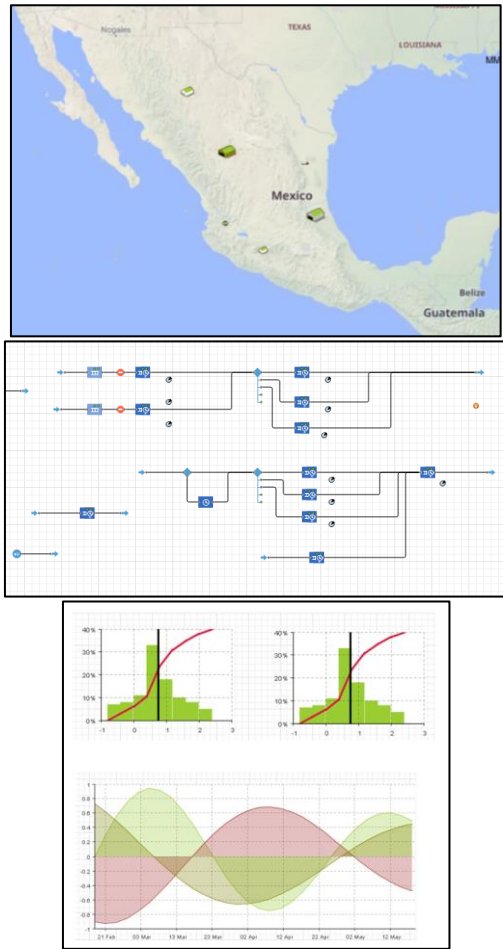 Nogales
TEXAS
LOUISIANA
Mexico
Belize
Guatemala
40%
30%
20%
10%
0%
-1 0 1 2 3
40%
30%
20%
10%
0%
-1 0 1 2 3
1
0.8
0.6
0.4
0.2
0
-0.2
-0.4
-0.6
-0.8
-1
21 Feb 03 Mar 13 Mar 23 Mar 02 Apr 12 Apr 22 Apr 02 May 12 May